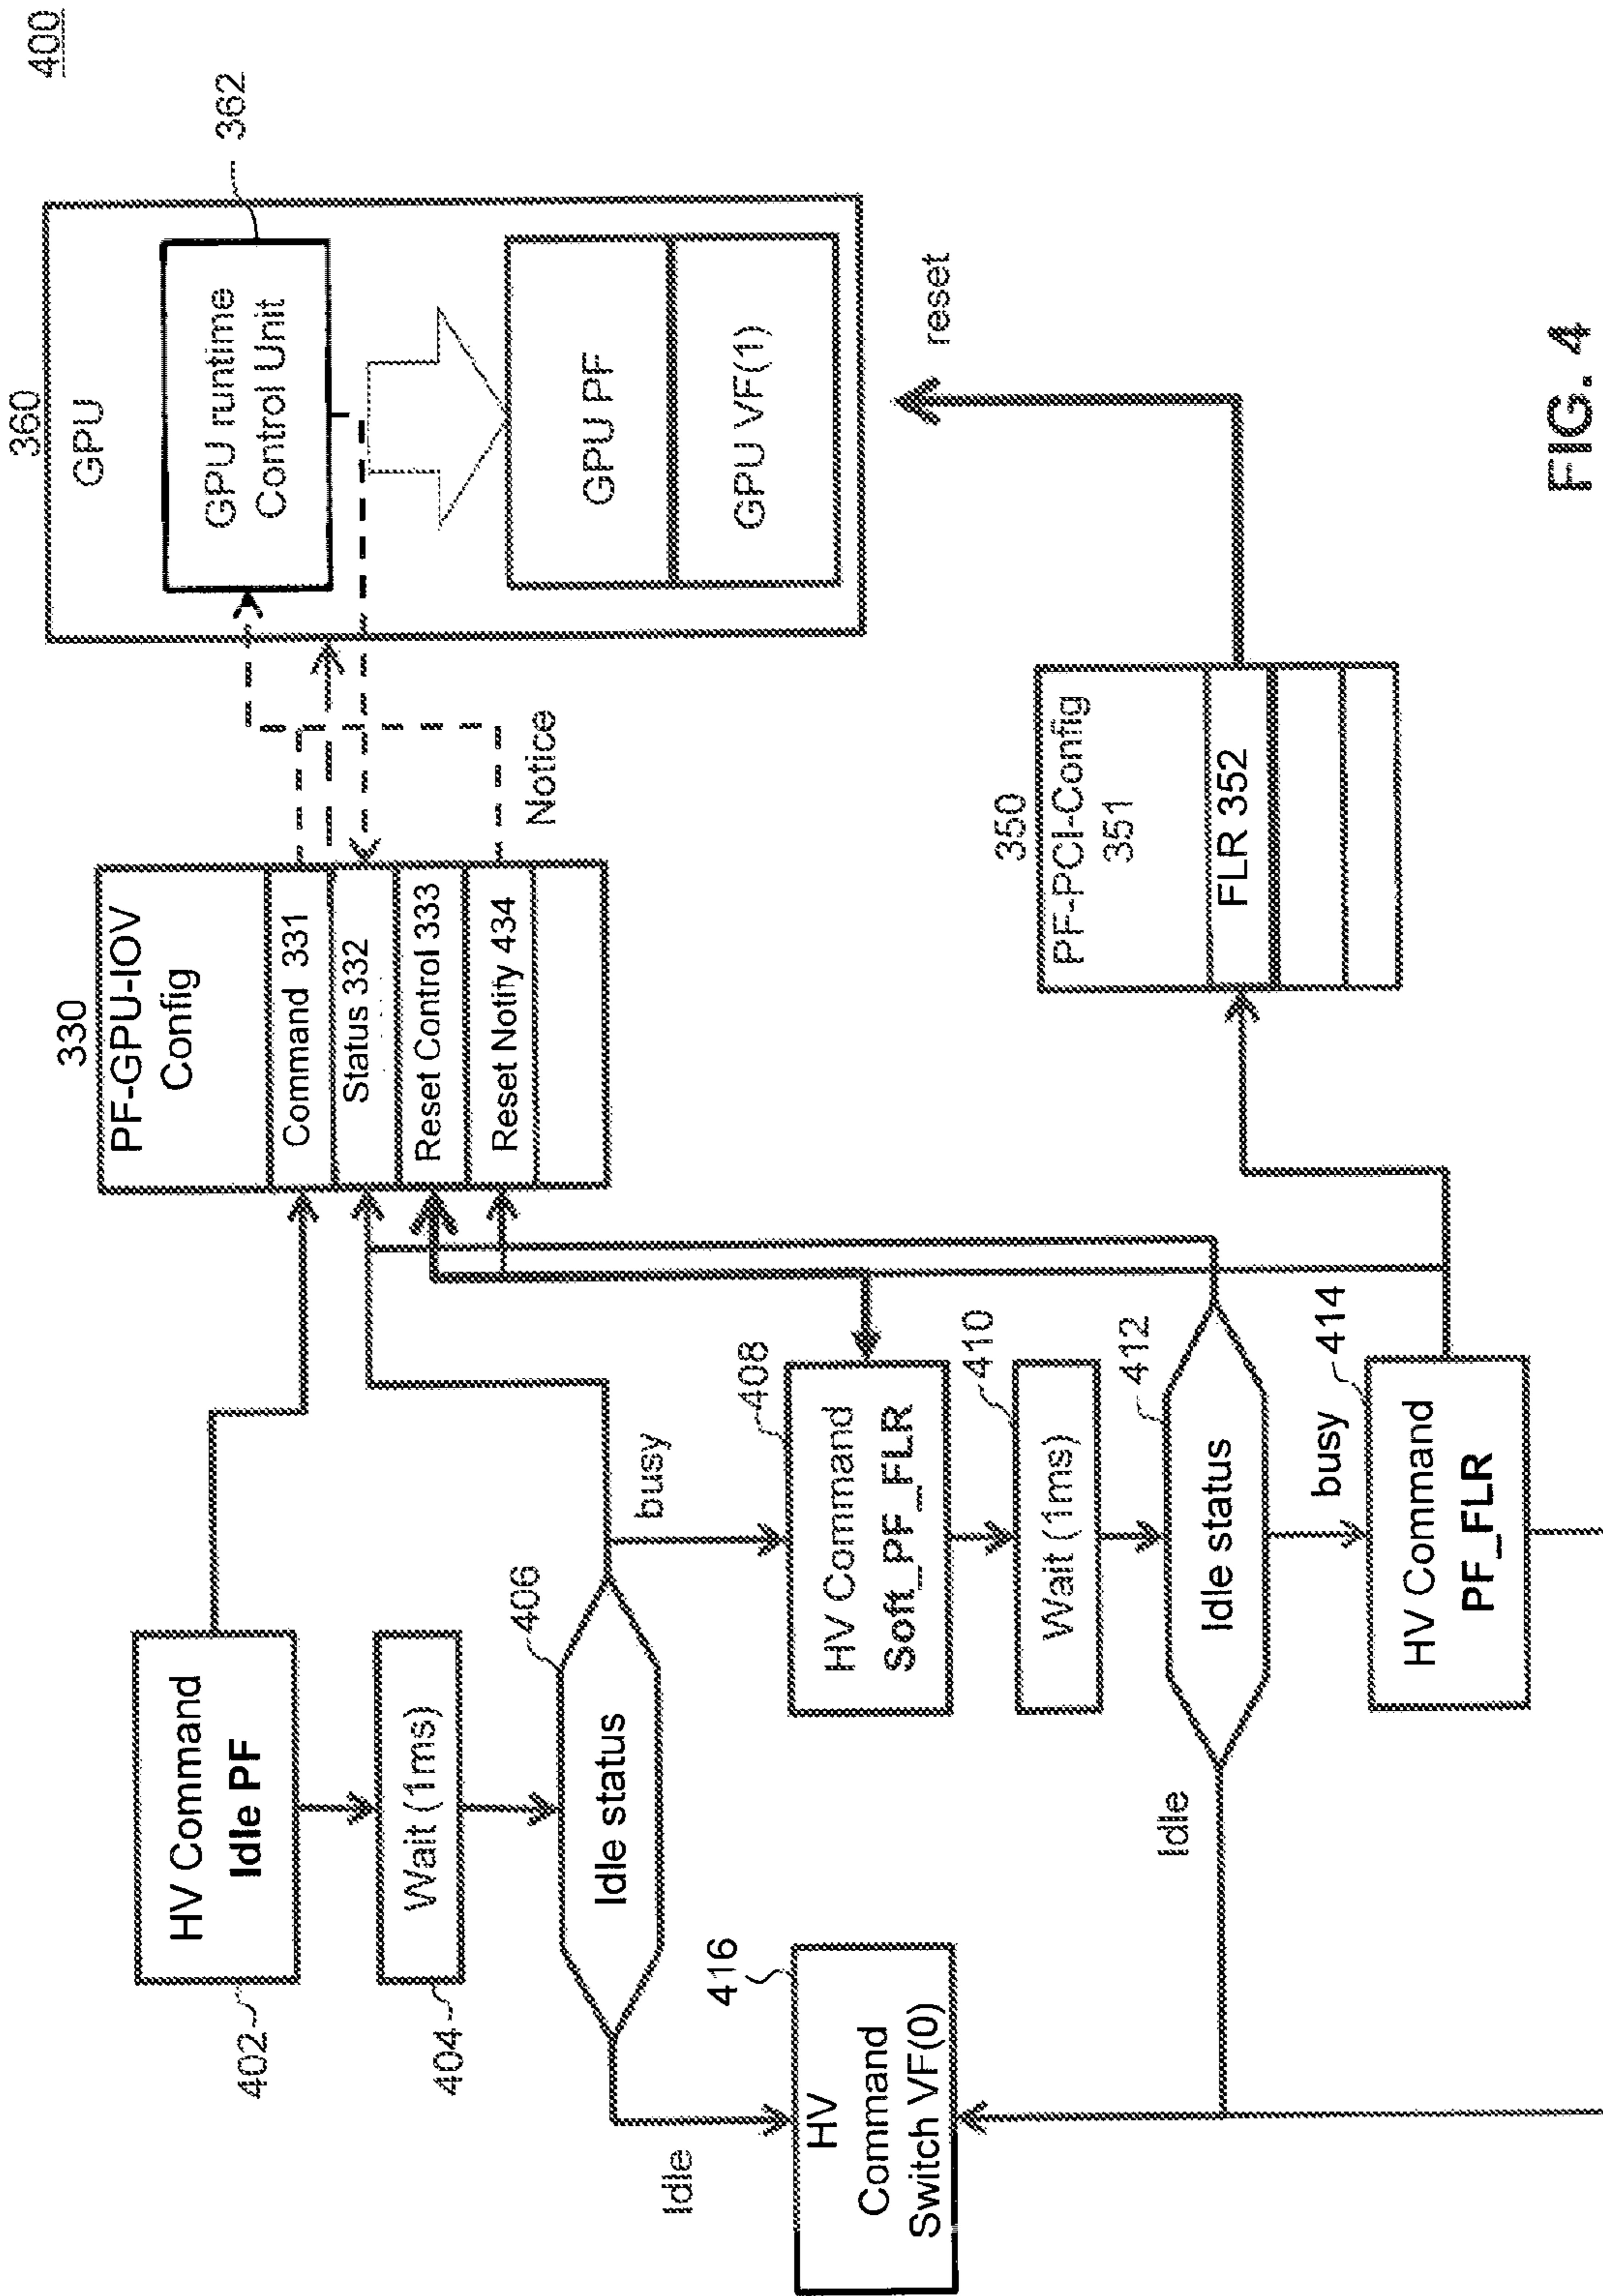 400
402
HV Command
Idle PF
404
Wait (1ms)
406
Idle status
Idle
busy
416
HV
Command
Switch VF(0)
408
HV Command
Soft_PF_FLR
410
Wait (1ms)
412
Idle status
Idle
busy
414
HV Command
PF_FLR
330
PF-GPU-IOV
Config
Command 331
Status 332
Reset Control 333
Reset Notify 434
Notice
350
PF-PCI-Config
351
FLR 352
360
GPU
362
GPU runtime
Control Unit
GPU PF
GPU VF(1)
reset
FIG. 4